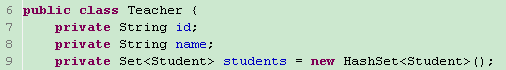 6 public class Teacher {
7     private String id;
8     private String name;
9     private Set<Student> students = new HashSet<Student>();